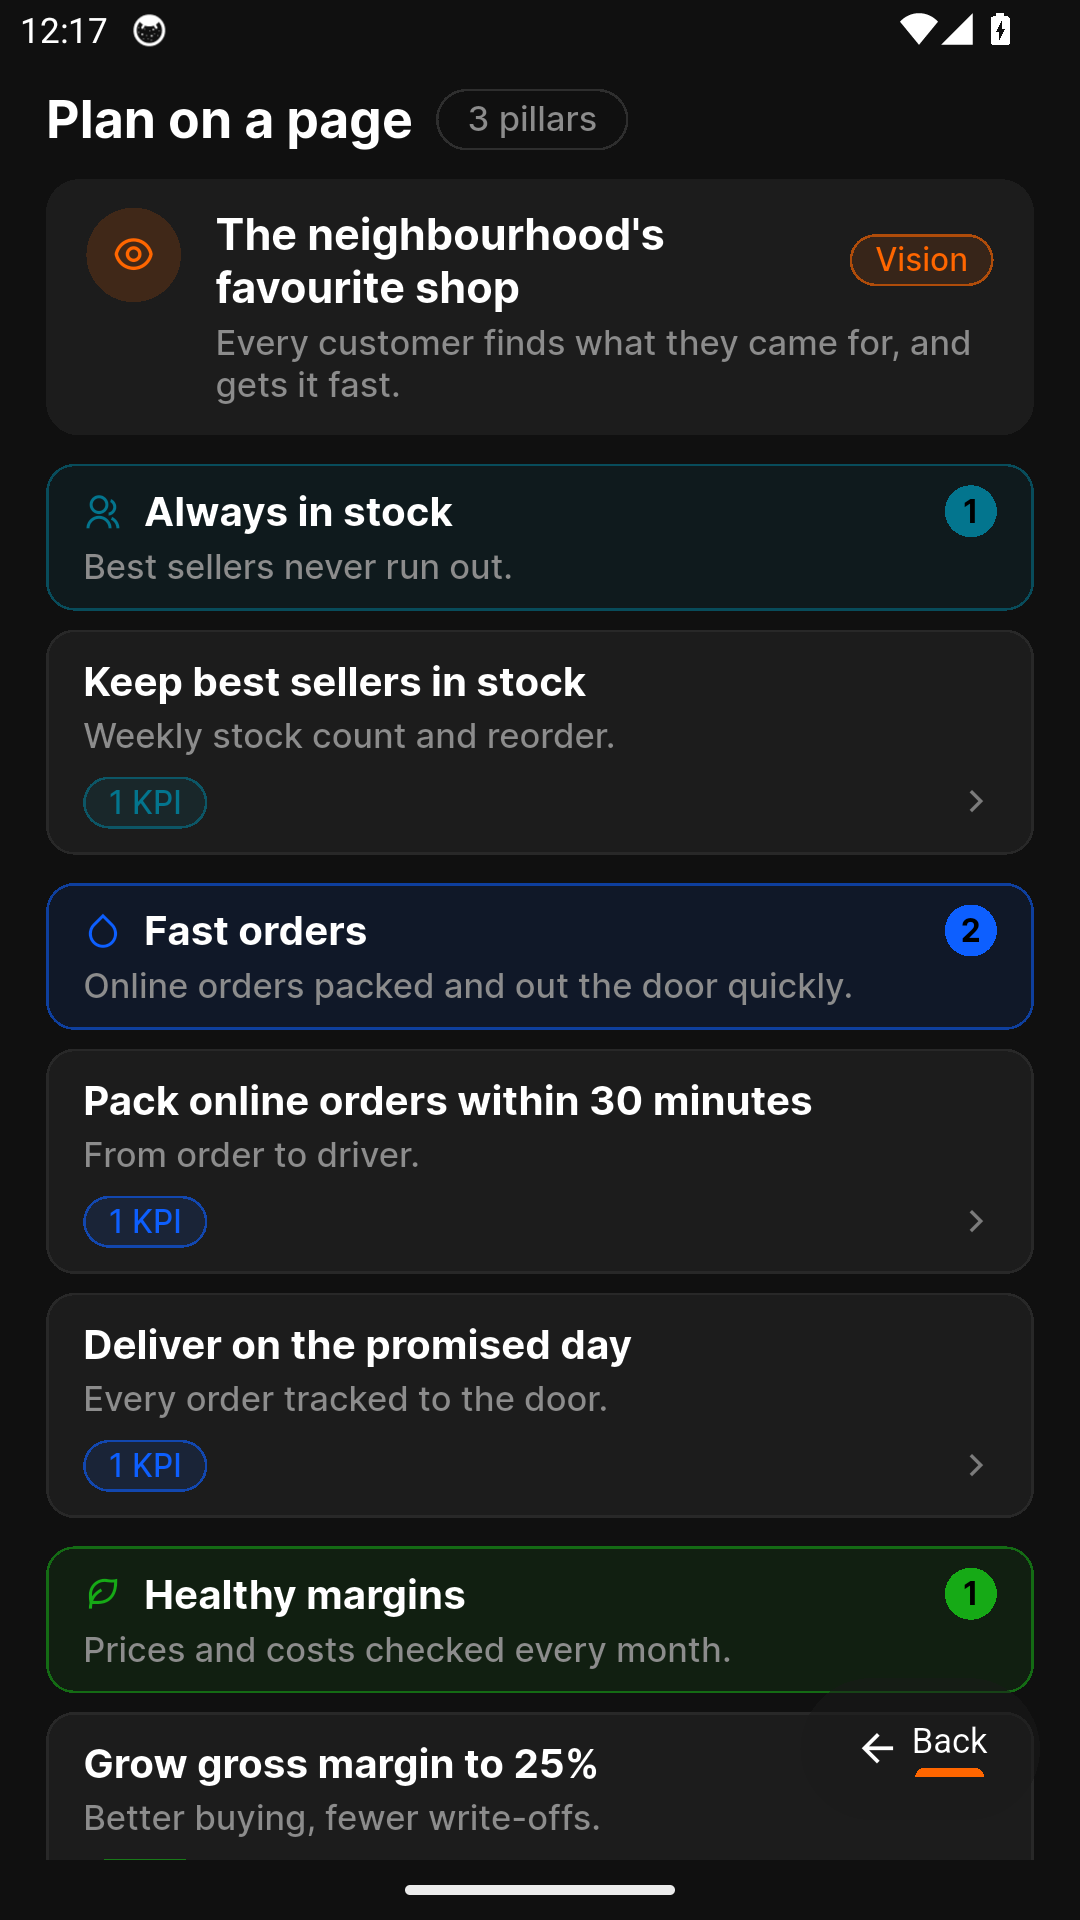 12:17
Plan on a page
3 pillars
The neighbourhood's
favourite shop
Vision
Every customer finds what they came for, and
gets it fast.
Always in stock
1
Best sellers never run out.
Keep best sellers in stock
Weekly stock count and reorder.
1 KPI
Fast orders
2
Online orders packed and out the door quickly.
Pack online orders within 30 minutes
From order to driver.
1 KPI
Deliver on the promised day
Every order tracked to the door.
1 KPI
Healthy margins
1
Prices and costs checked every month.
Back
Grow gross margin to 25%
Better buying, fewer write-offs.